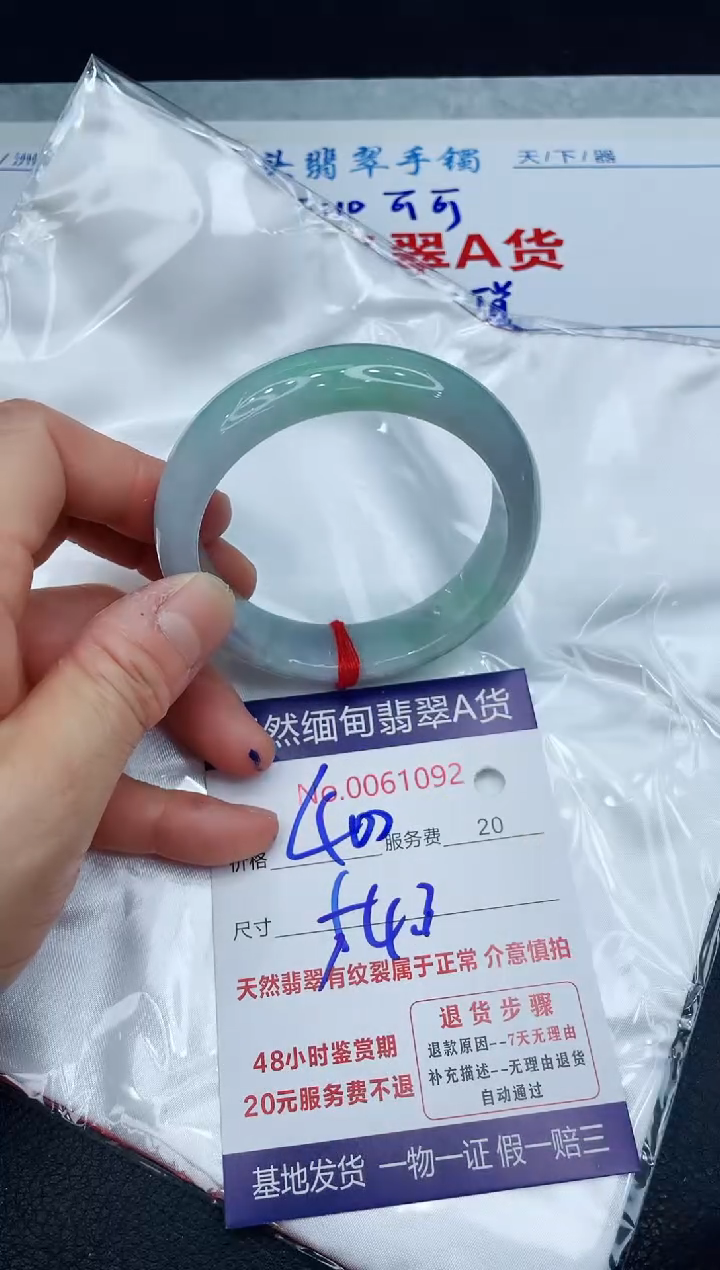 头翡翠手镯 天/下/器
可可
翠A货
然缅甸翡翠A货
No.0061092
价格 400 服务费 20
尺寸
天然翡翠有纹裂属于正常 介意慎拍
48小时鉴赏期
20元服务费不退
退货步骤
退款原因--7天无理由
补充描述--无理由退货
自动通过
基地发货 一物一证 假一赔三